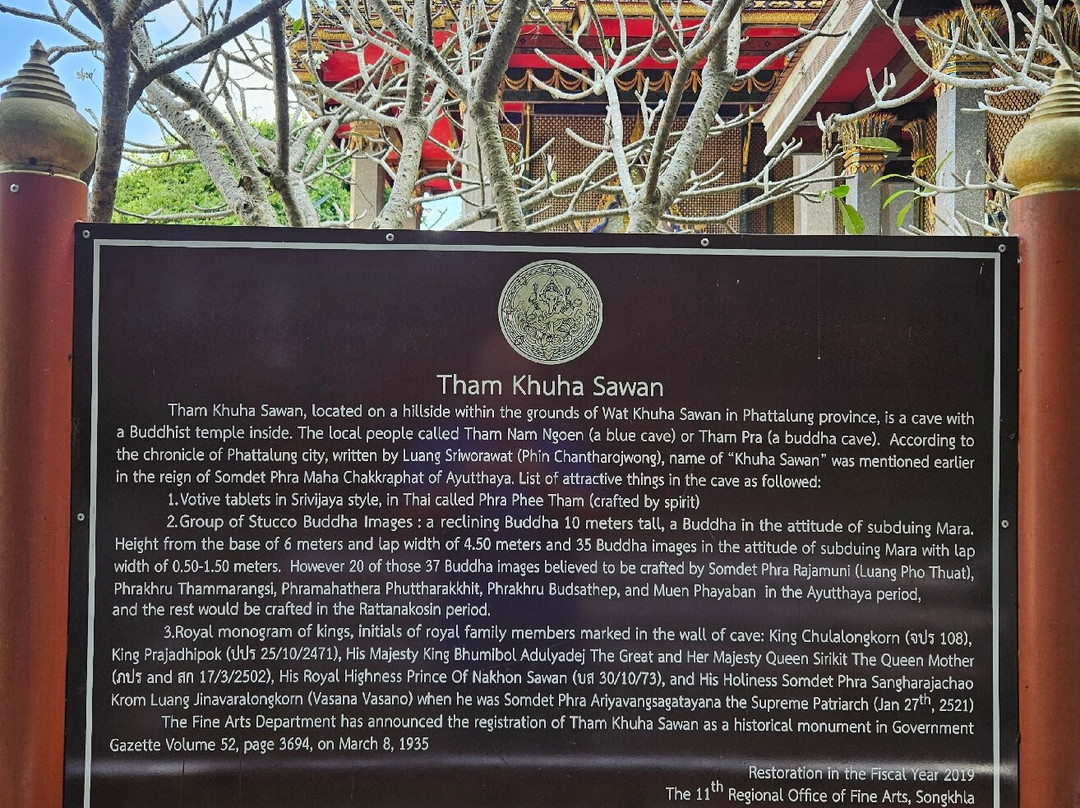 Tham Khuha Sawan
Tham Khuha Sawan, located on a hillside within the grounds of Wat Khuha Sawan in Phattalung province, is a cave with
a Buddhist temple inside. The local people called Tham Nam Ngoen (a blue cave) or Tham Pra (a buddha cave). According to
the chronicle of Phattalung city, written by Luang Sriworawat (Phin Chantharojwong), name of "Khuha Sawan" was mentioned earlier
in the reign of Somdet Phra Maha Chakkraphat of Ayutthaya. List of attractive things in the cave as followed:
1.Votive tablets in Srivijaya style, in Thai called Phra Phee Tham (crafted by spirit)
2.Group of Stucco Buddha Images : a reclining Buddha 10 meters tall, a Buddha in the attitude of subduing Mara.
Height from the base of 6 meters and lap width of 4.50 meters and 35 Buddha images in the attitude of subduing Mara with lap
width of 0.50-1.50 meters. However 20 of those 37 Buddha images believed to be crafted by Somdet Phra Rajamuni (Luang Pho Thuat),
Phrakhru Thammarangsi, Phramahathera Phuttharakkhit, Phrakhru Budsathep, and Muen Phayaban in the Ayutthaya period,
and the rest would be crafted in the Rattanakosin period.
3.Royal monogram of kings, initials of royal family members marked in the wall of cave: King Chulalongkorn (จปร 108),
King Prajadhipok (ปปร 25/10/2471), His Majesty King Bhumibol Adulyadej The Great and Her Majesty Queen Sirikit The Queen Mother
(ภปร and สก 17/3/2502), His Royal Highness Prince Of Nakhon Sawan (บส 30/10/73), and His Holiness Somdet Phra Sangharajachao
Krom Luang Jinavaralongkorn (Vasana Vasano) when he was Somdet Phra Ariyavangsagatayana the Supreme Patriarch (Jan 27th, 2521)
The Fine Arts Department has announced the registration of Tham Khuha Sawan as a historical monument in Government
Gazette Volume 52, page 3694, on March 8, 1935
Restoration in the Fiscal Year 2019
The 11th Regional Office of Fine Arts, Songkhla